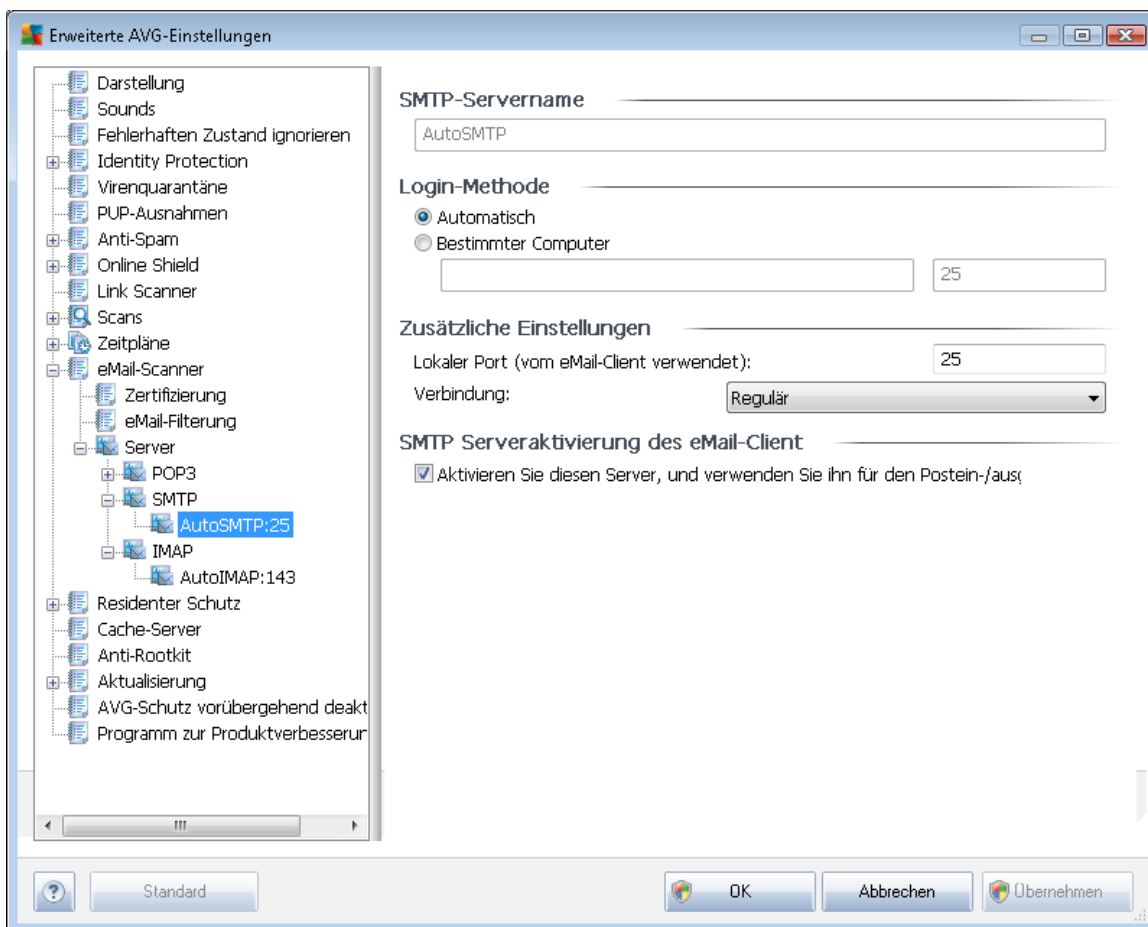 Erweiterte AVG-Einstellungen
Darstellung
Sounds
Fehlerhaften Zustand ignorieren
Identity Protection
Virenquarantäne
PUP-Ausnahmen
Anti-Spam
Online Shield
Link Scanner
Scans
Zeitpläne
eMail-Scanner
Zertifizierung
eMail-Filterung
Server
POP3
SMTP
AutoSMTP:25
IMAP
AutoIMAP:143
Residenter Schutz
Cache-Server
Anti-Rootkit
Aktualisierung
AVG-Schutz vorübergehend deakt
Programm zur Produktverbesserur
SMTP-Servername
AutoSMTP
Login-Methode
Automatisch
Bestimmter Computer
25
Zusätzliche Einstellungen
Lokaler Port (vom eMail-Client verwendet): 25
Verbindung: Regulär
SMTP Serveraktivierung des eMail-Client
Aktivieren Sie diesen Server, und verwenden Sie ihn für den Postein-/ausg
? Standard OK Abbrechen Übernehmen